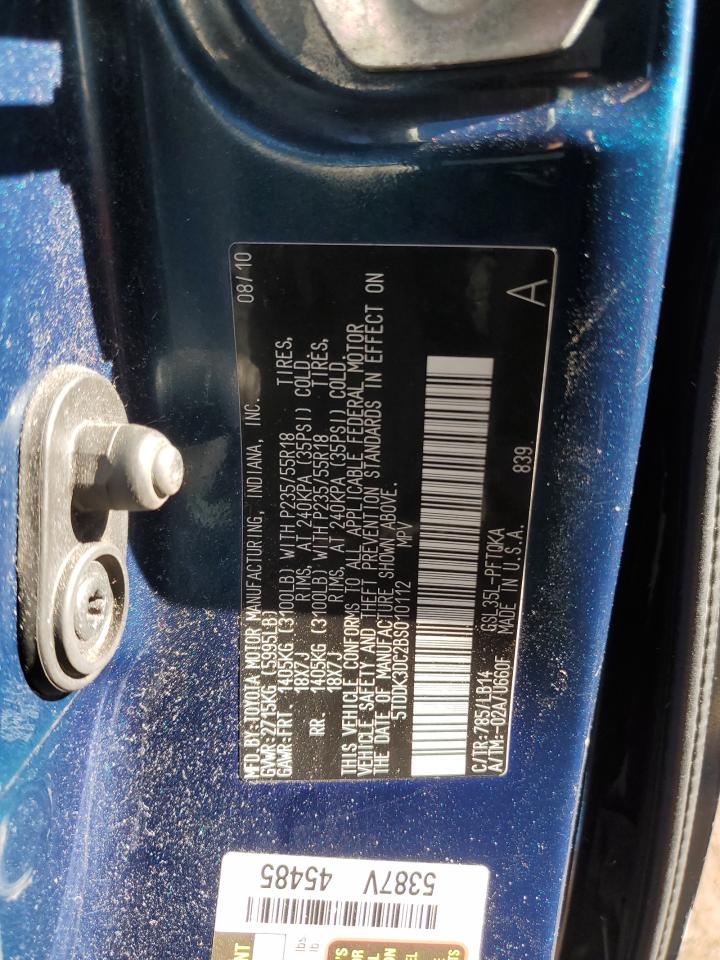 MFD.BY:TOYOTA MOTOR MANUFACTURING, INDIANA, INC. 08/10
GVWR:2715KG (5995LB)
GAWR:FRT. 1405KG (3100LB) WITH P235/55R18 TIRES,
18X7J RIMS, AT 240KPA (35PSI) COLD.
RR. 1405KG (3100LB) WITH P235/55R18 TIRES,
18X7J RIMS, AT 240KPA (35PSI) COLD.
THIS VEHICLE CONFORMS TO ALL APPLICABLE FEDERAL MOTOR
VEHICLE SAFETY AND THEFT PREVENTION STANDARDS IN EFFECT ON
THE DATE OF MANUFACTURE SHOWN ABOVE.
5TDDK3DC2BS010112 MPV
C/TR:785/LB14 GSL35L-PFTQKA
A/TM:-02A/U660F MADE IN U.S.A. 839. A
5387V
45485
lbs
lb